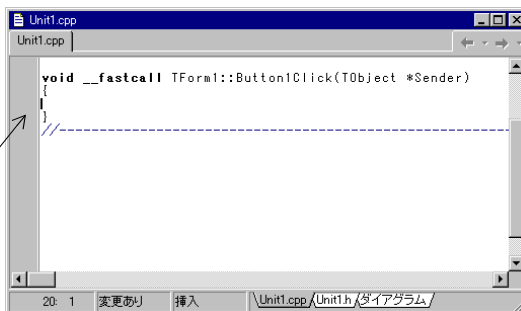 Unit1.cpp
Unit1.cpp
void __fastcall TForm1::Button1Click(TObject *Sender)
{
}
//---------------------------------------------------------------
20: 1 変更あり 挿入 Unit1.cpp Unit1.h ダイアグラム